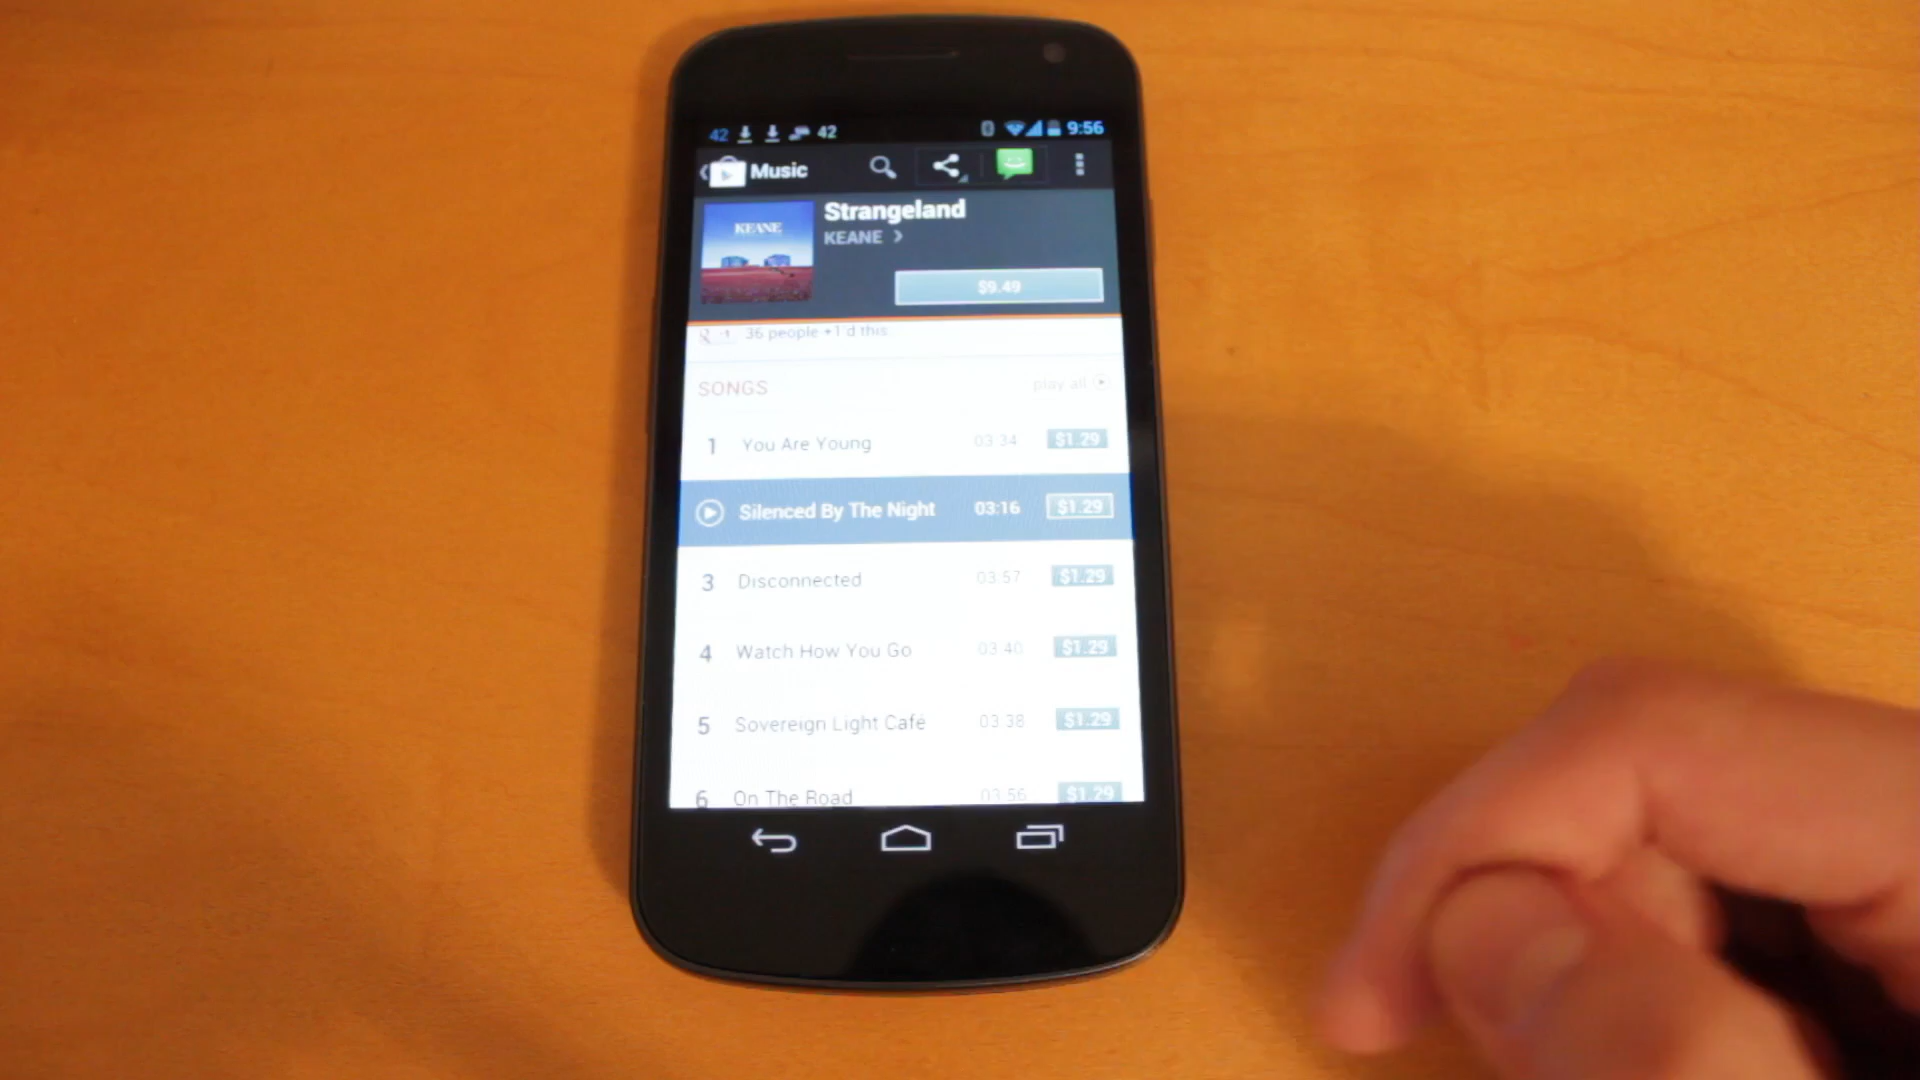 42 42 9:56
Music
KEANE
Strangeland
KEANE
$9.49
36 people +1'd this.
SONGS play all
1 You Are Young 03:34 $1.29
Silenced By The Night 03:16 $1.29
3 Disconnected 03:57 $1.29
4 Watch How You Go 03:40 $1.29
5 Sovereign Light Café 03:38 $1.29
6 On The Road 03:56 $1.29